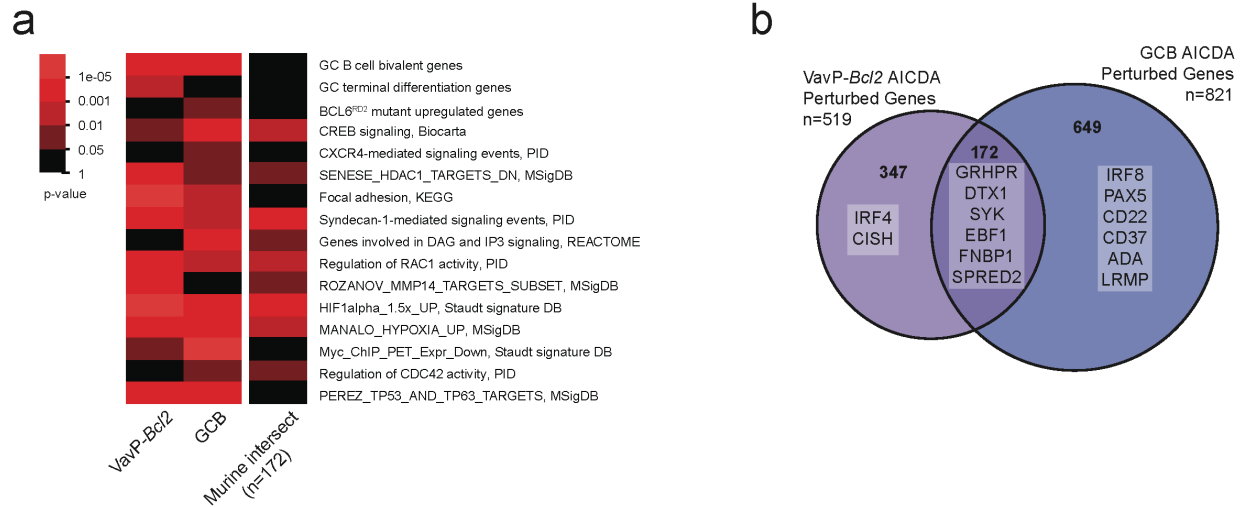 a
1e-05
0.001
0.01
0.05
1
p-value
GC B cell bivalent genes
GC terminal differentiation genes
BCL6RD2 mutant upregulated genes
CREB signaling, Biocarta
CXCR4-mediated signaling events, PID
SENESE_HDAC1_TARGETS_DN, MSigDB
Focal adhesion, KEGG
Syndecan-1-mediated signaling events, PID
Genes involved in DAG and IP3 signaling, REACTOME
Regulation of RAC1 activity, PID
ROZANOV_MMP14_TARGETS_SUBSET, MSigDB
HIF1alpha_1.5x_UP, Staudt signature DB
MANALO_HYPOXIA_UP, MSigDB
Myc_ChIP_PET_Expr_Down, Staudt signature DB
Regulation of CDC42 activity, PID
PEREZ_TP53_AND_TP63_TARGETS, MSigDB
VavP-Bcl2
GCB
Murine intersect
(n=172)
b
VavP-Bcl2 AICDA
Perturbed Genes
n=519
GCB AICDA
Perturbed Genes
n=821
347
IRF4
CISH
172
GRHPR
DTX1
SYK
EBF1
FNBP1
SPRED2
649
IRF8
PAX5
CD22
CD37
ADA
LRMP